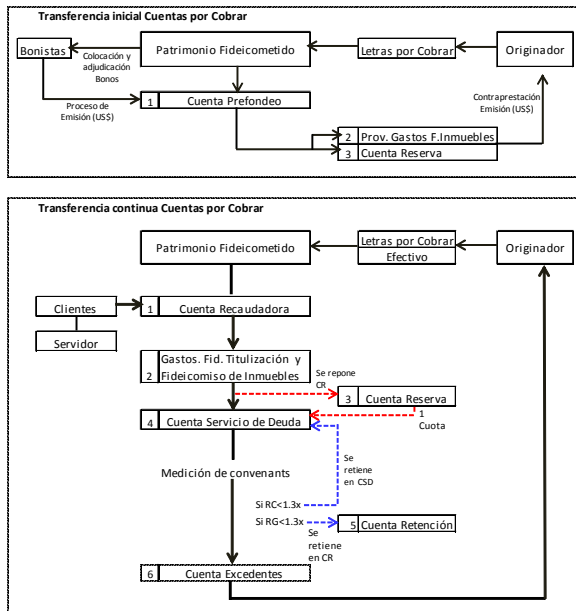 Transferencia inicial Cuentas por Cobrar
Bonistas
Colocación y
adjudicación
Bonos
Patrimonio Fideicometido
Letras por Cobrar
Originador
Proceso de
Emisión (US$)
1 Cuenta Prefondeo
Contraprestación
Emisión (US$)
2 Prov. Gastos F.Inmuebles
3 Cuenta Reserva
Transferencia continua Cuentas por Cobrar
Patrimonio Fideicometido
Letras por Cobrar
Efectivo
Originador
Clientes
1 Cuenta Recaudadora
Servidor
2 Gastos. Fid. Titulización y
Fideicomiso de Inmuebles
Se repone
CR
3 Cuenta Reserva
4 Cuenta Servicio de Deuda
1
Cuota
Medición de convenants
Se
retiene
en CSD
Si RC<1.3x
Si RG<1.3x
5 Cuenta Retención
Se
retiene
en CR
6 Cuenta Excedentes